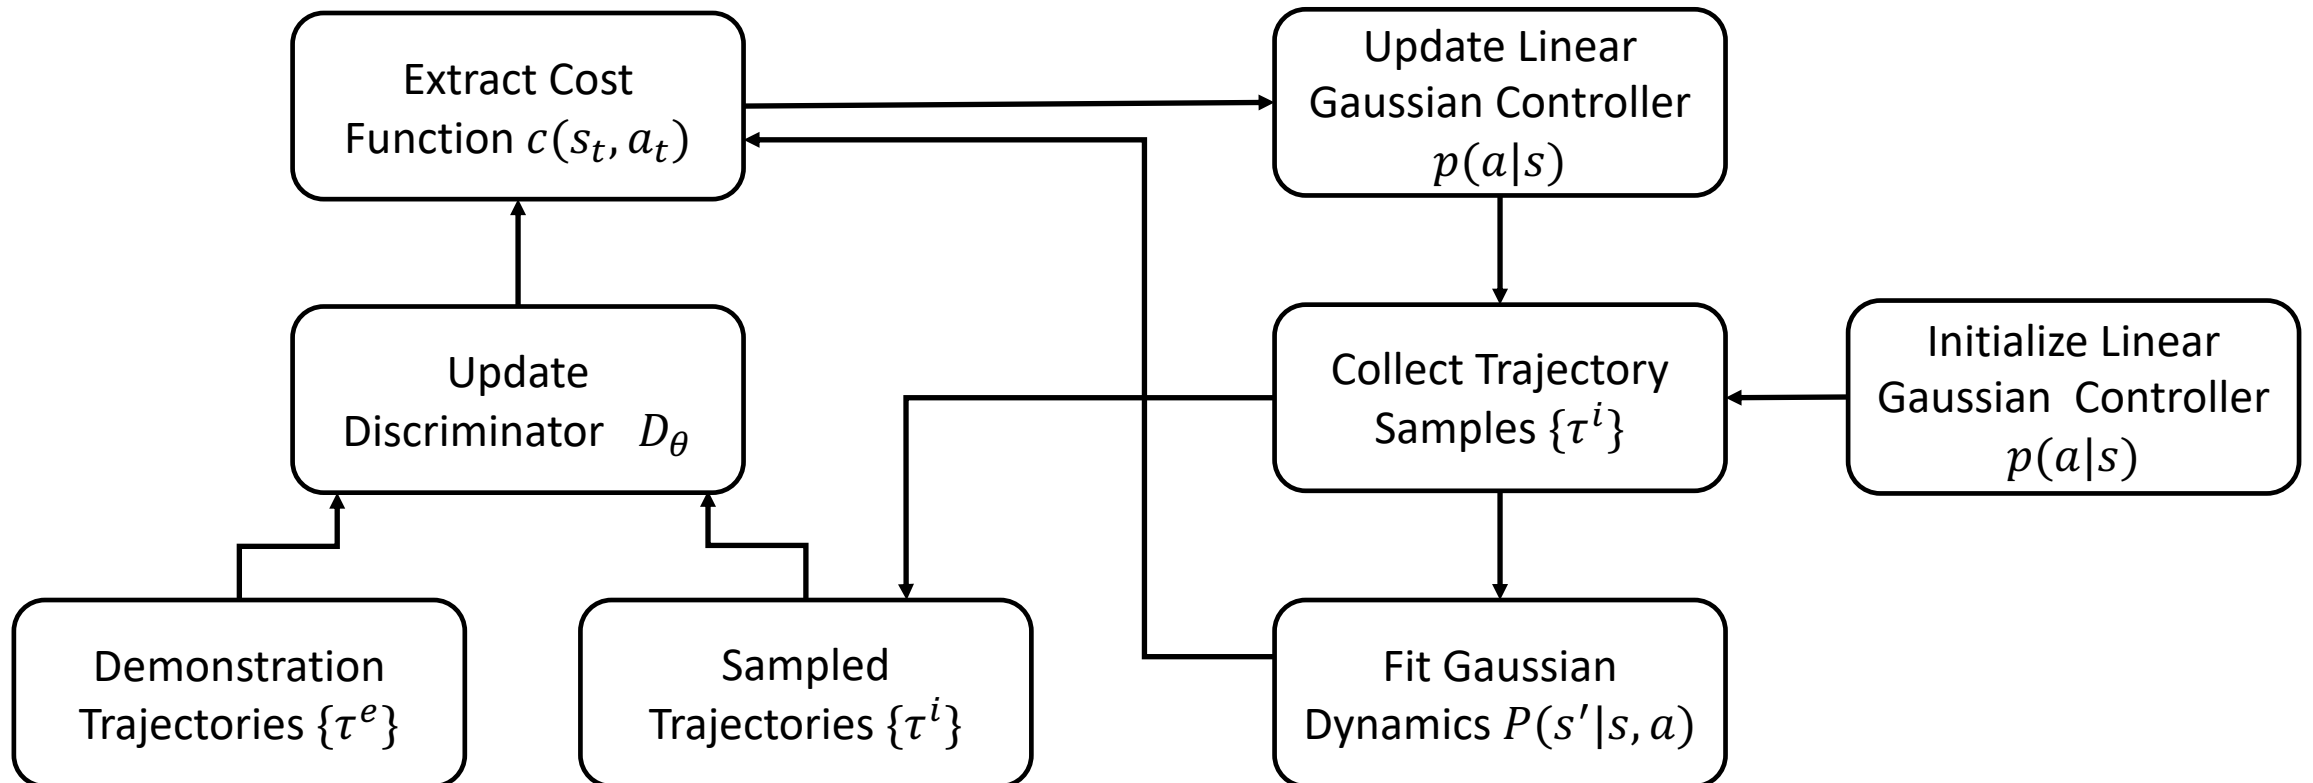 Extract Cost
Function c(s_t, a_t)
Update Linear
Gaussian Controller
p(a|s)
Update
Discriminator D_θ
Collect Trajectory
Samples {τ^i}
Initialize Linear
Gaussian Controller
p(a|s)
Demonstration
Trajectories {τ^e}
Sampled
Trajectories {τ^i}
Fit Gaussian
Dynamics P(s′|s, a)